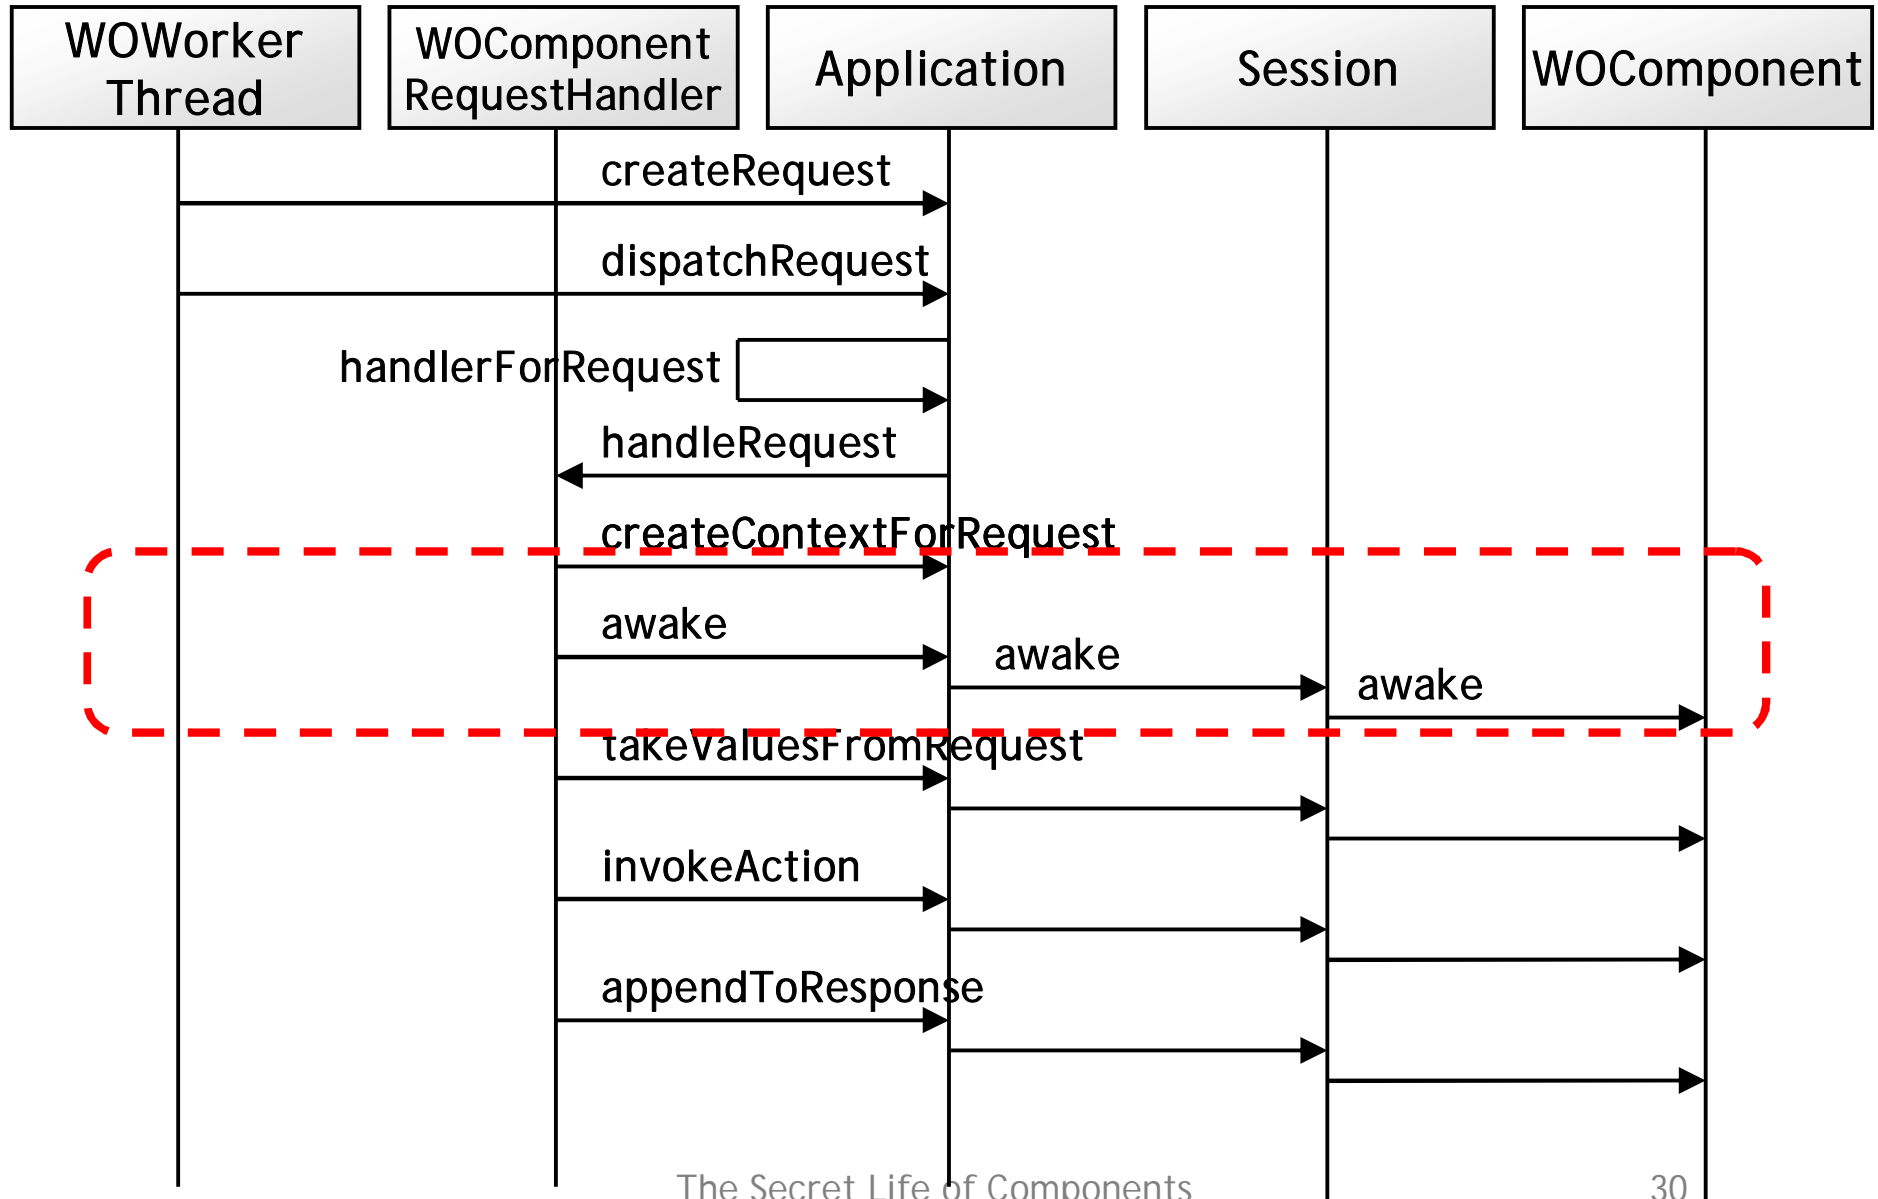 WOWorker
Thread
WOComponent
RequestHandler
Application
Session
WOComponent
createRequest
dispatchRequest
handlerForRequest
handleRequest
createContextForRequest
awake
awake
awake
takeValuesFromRequest
invokeAction
appendToResponse
The Secret Life of Components
30